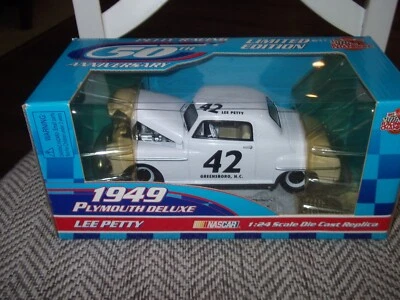 50TH
ANNIVERSARY
LIMITED
EDITION
42
LEE PETTY
42
GREENSBORO, N.C.
1949
PLYMOUTH DELUXE
LEE PETTY
NASCAR
1:24 Scale Die Cast Replica